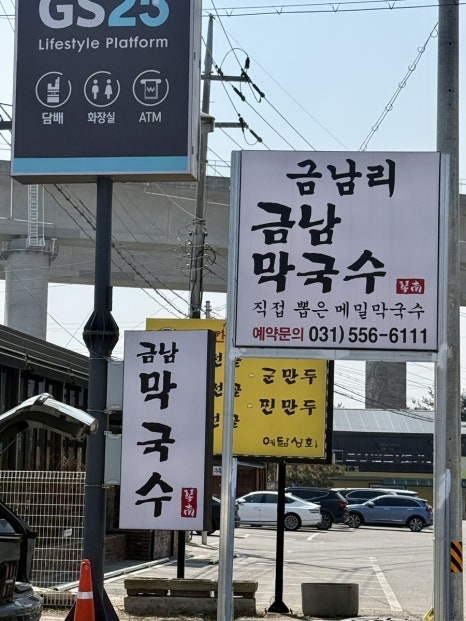 GS25
Lifestyle Platform
담배
화장실
ATM
금남리
금남
막국수
직접 뽑은 메밀막국수
예약문의 031) 556-6111
금남
막
국
수
군만두
찐만두